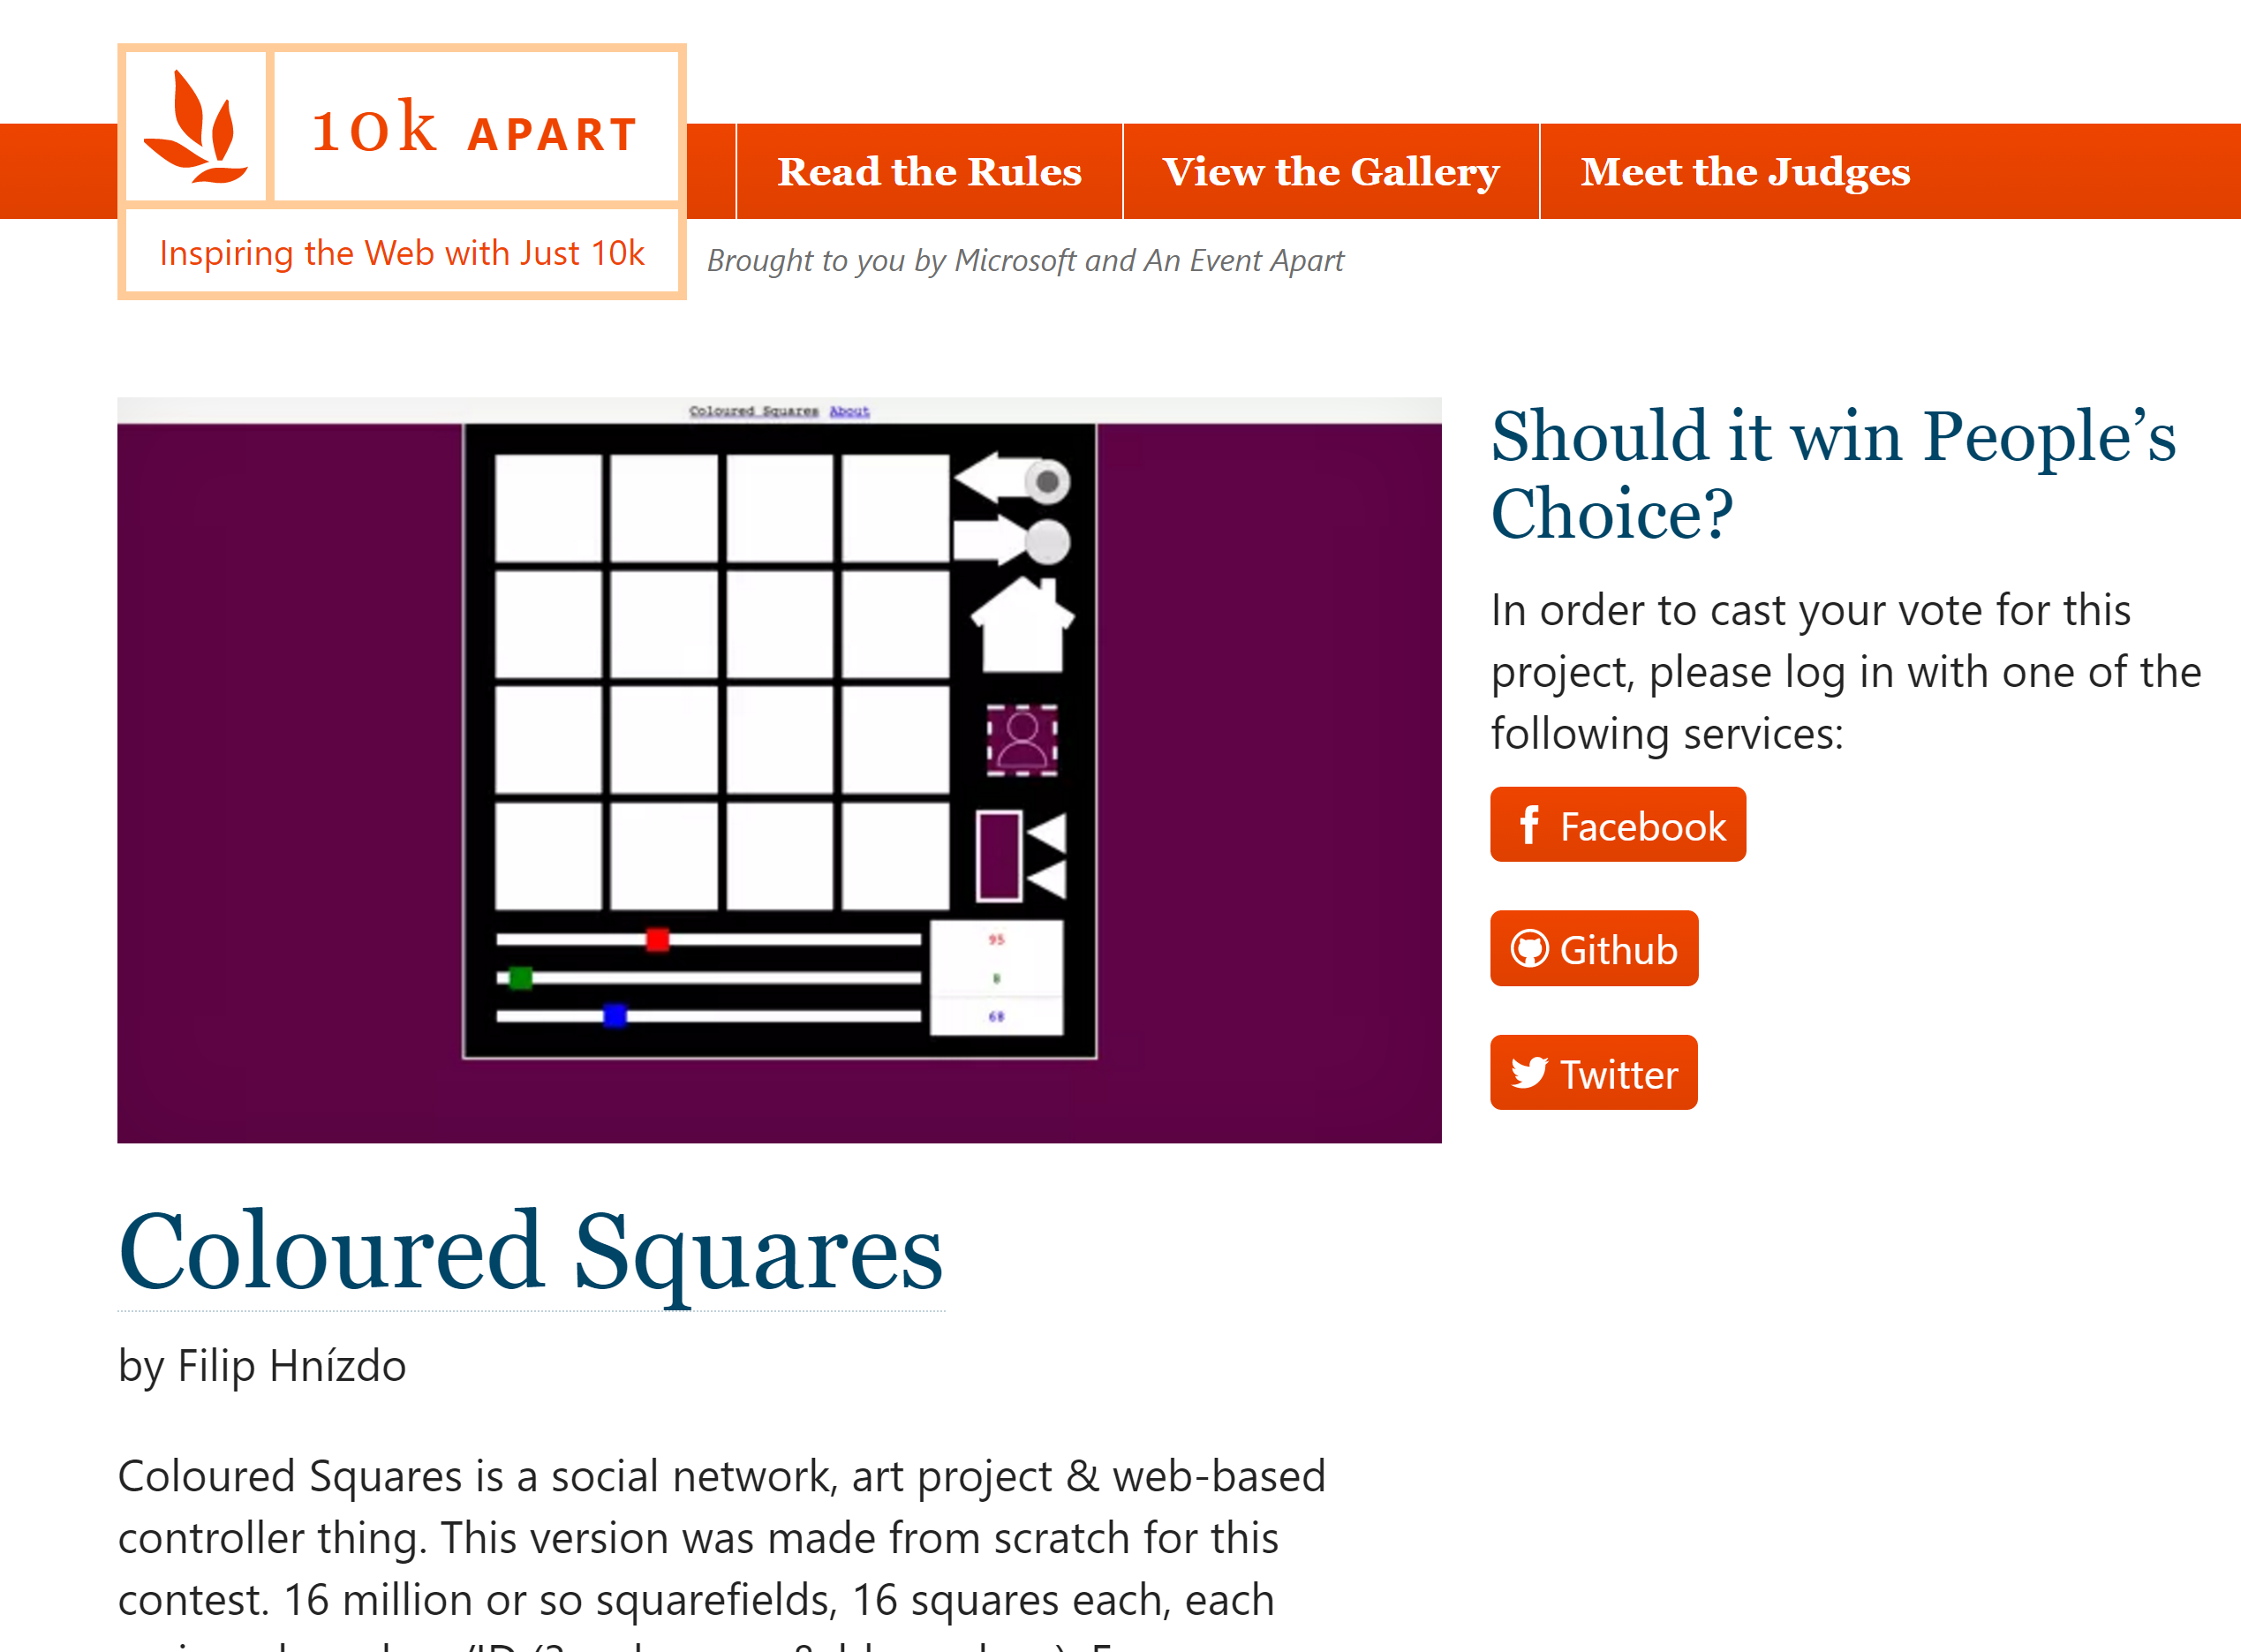 10k APART
Inspiring the Web with Just 10k
Read the Rules
View the Gallery
Meet the Judges
Brought to you by Microsoft and An Event Apart
Coloured Squares About
95
68
Should it win People’s
Choice?
In order to cast your vote for this
project, please log in with one of the
following services:
Facebook
Github
Twitter
Coloured Squares
by Filip Hnízdo
Coloured Squares is a social network, art project & web-based
controller thing. This version was made from scratch for this
contest. 16 million or so squarefields, 16 squares each, each